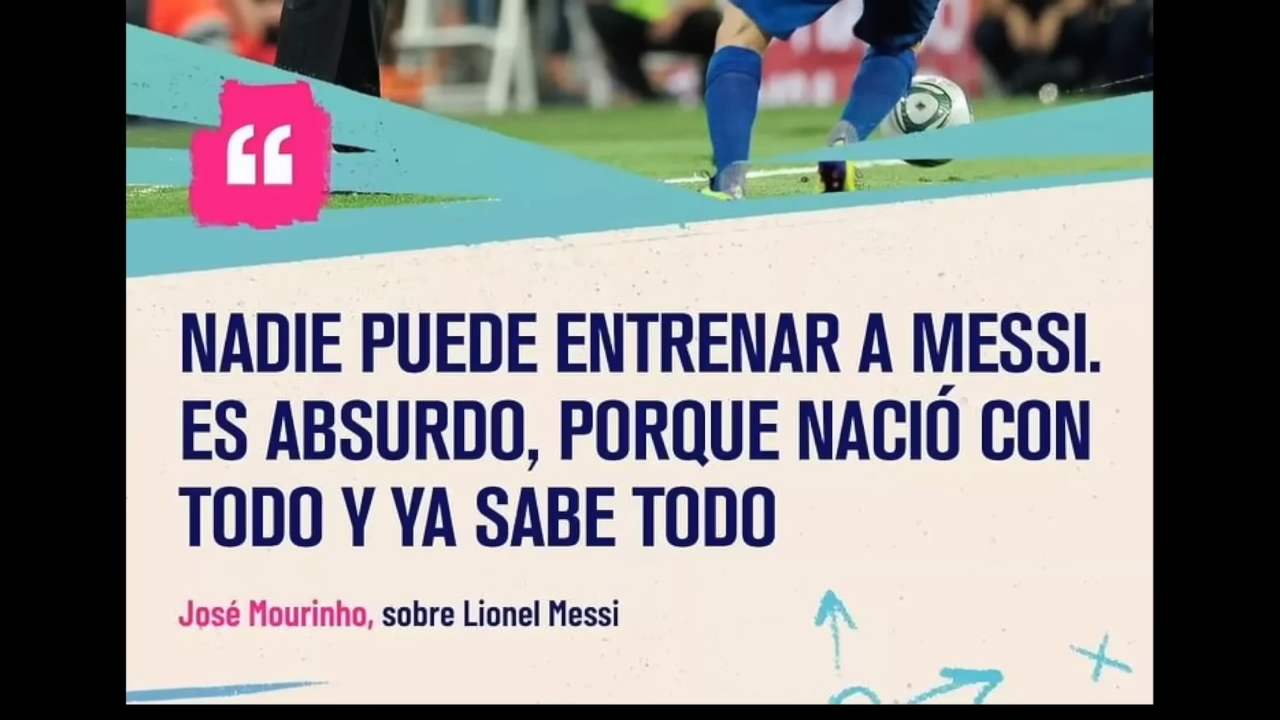 “
NADIE PUEDE ENTRENAR A MESSI.
ES ABSURDO, PORQUE NACIÓ CON
TODO Y YA SABE TODO
José Mourinho, sobre Lionel Messi